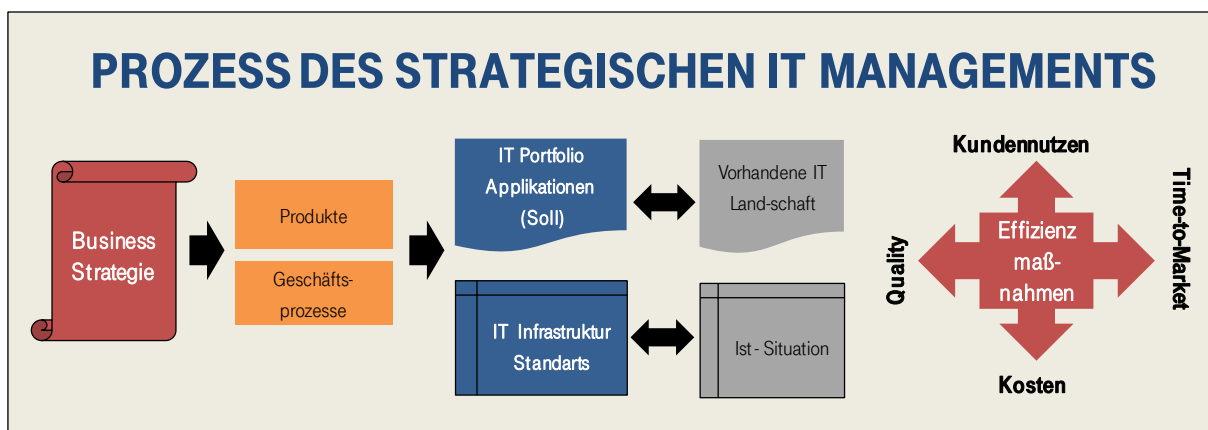 PROZESS DES STRATEGISCHEN IT MANAGEMENTS
Business
Strategie
Produkte
Geschäfts-
prozesse
IT Portfolio
Applikationen
(Soll)
IT Infrastruktur
Standarts
Vorhandene IT
Land-schaft
Ist - Situation
Kundennutzen
Quality
Effizienz
maß-
nahmen
Time-to-Market
Kosten